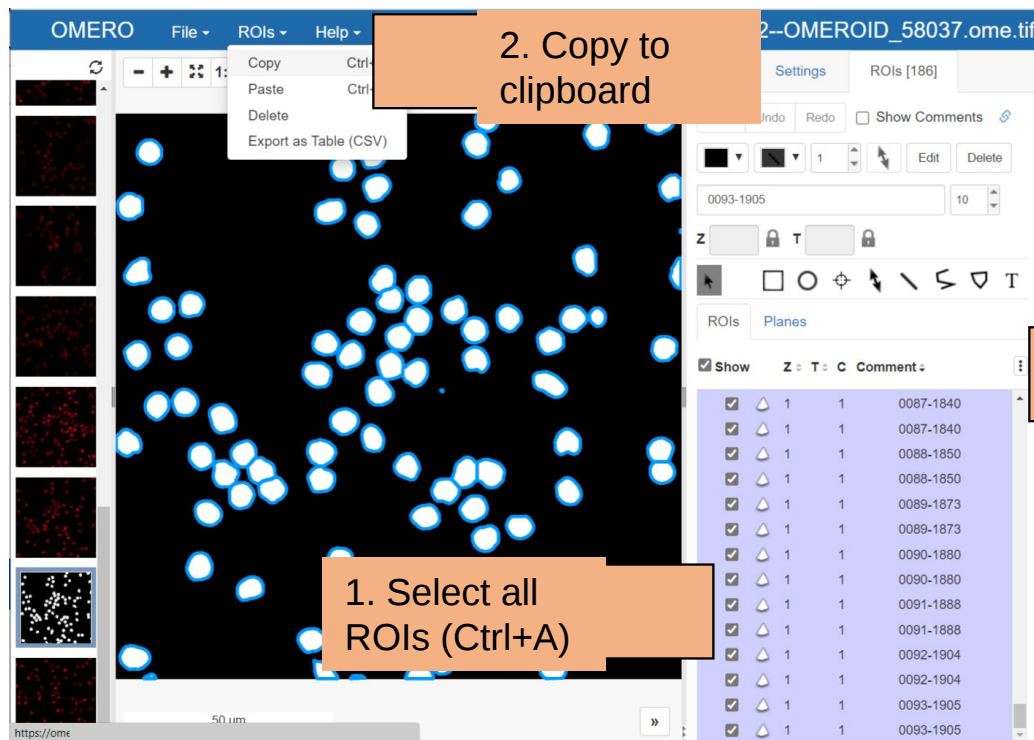 OMERO File ROIs Help 2--OMEROID_58037.ome.tif
2. Copy to
clipboard
Copy Ctrl+
Paste Ctrl
Delete
Export as Table (CSV)
1:
Settings ROIs [186]
Undo Redo Show Comments
1 Edit Delete
0093-1905 10
Z T
T
ROIs Planes
Show Z T C Comment
1 1 0087-1840
1 1 0087-1840
1 1 0088-1850
1 1 0088-1850
1 1 0089-1873
1 1 0089-1873
1 1 0090-1880
1 1 0090-1880
1 1 0091-1888
1 1 0091-1888
1 1 0092-1904
1 1 0092-1904
1 1 0093-1905
1 1 0093-1905
1. Select all
ROIs (Ctrl+A)
50 um
»
https://ome